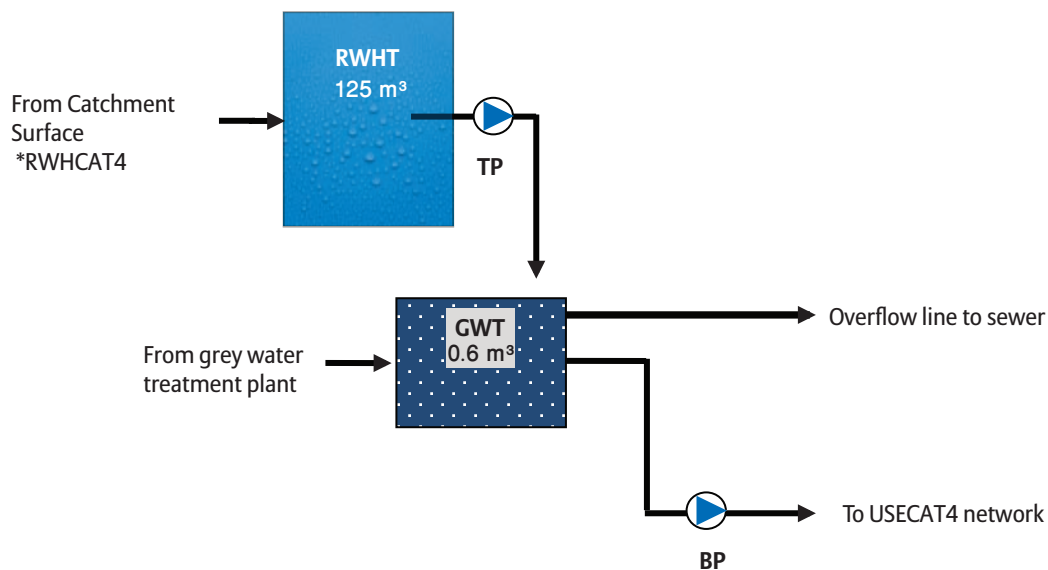 RWHT
125 m³
From Catchment
Surface
*RWHCAT4
TP
GWT
0.6 m³
Overflow line to sewer
From grey water
treatment plant
To USECAT4 network
BP